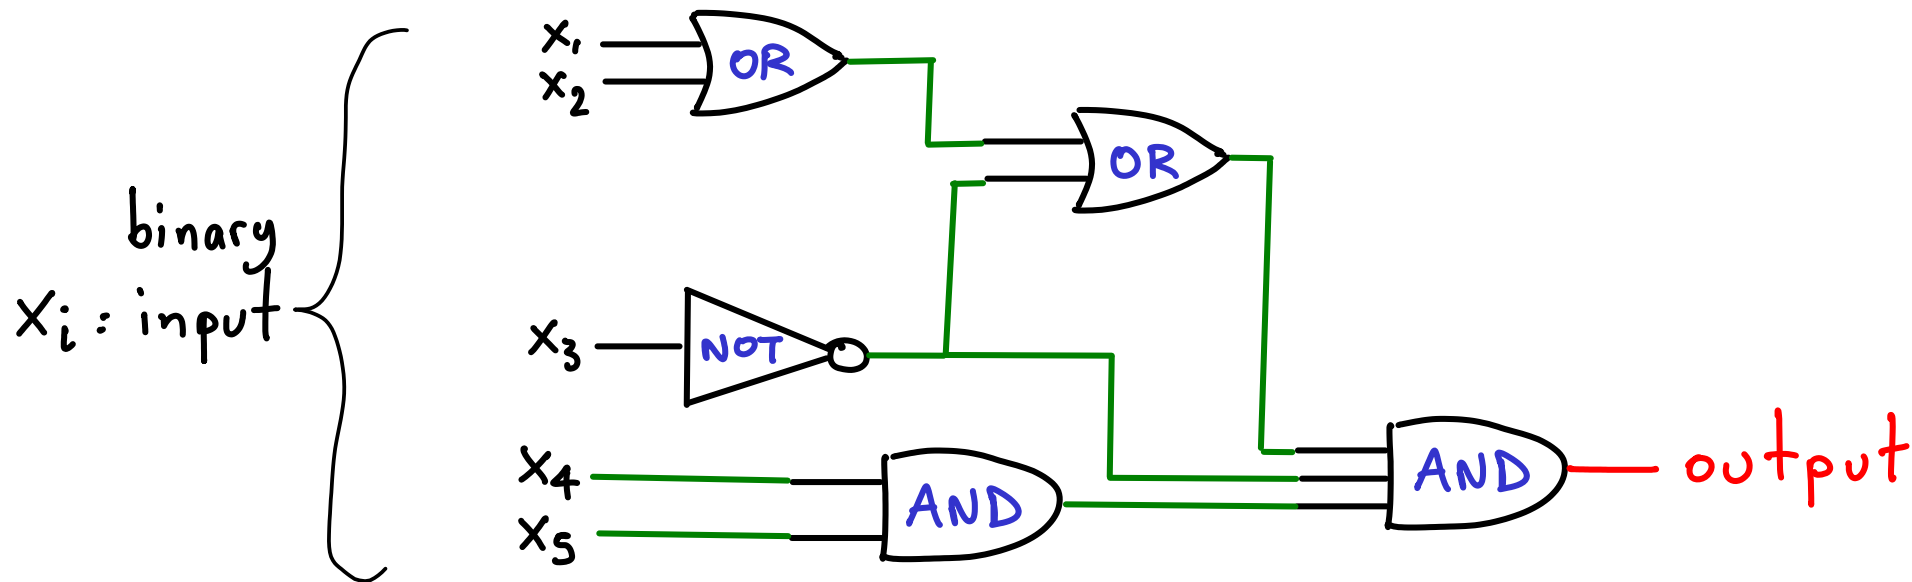 binary
xᵢ : input
x₁
x₂
OR
OR
x₃
NOT
x₄
x₅
AND
AND
output